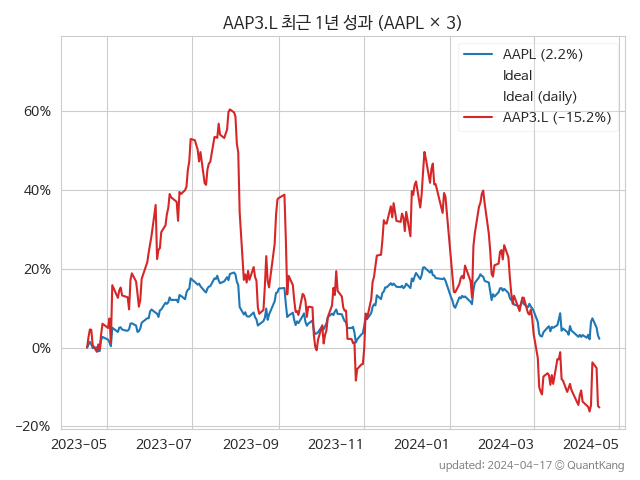 AAP3.L 최근 1년 성과 (AAPL × 3)
AAPL (2.2%)
Ideal
Ideal (daily)
AAP3.L (−15.2%)
60%
40%
20%
0%
−20%
2023−05 2023−07 2023−09 2023−11 2024−01 2024−03 2024−05
updated: 2024−04−17 © QuantKang